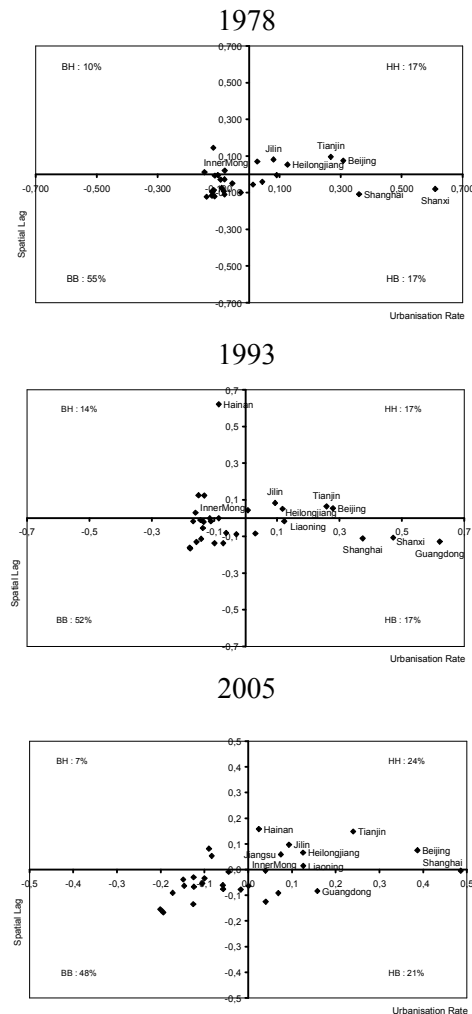 1978
0,700
BH : 10%
HH : 17%
0,500
0,300
Tianjin
0,100
Jilin
InnerMong
Heilongjiang
Beijing
-0,700
-0,500
-0,300
0,100
0,300
0,500
0,700
-0,100
Shanghai
Shanxi
-0,300
Spatial Lag
-0,500
BB : 55%
HB : 17%
-0,700
Urbanisation Rate
1993
0,7
BH : 14%
Hainan
HH : 17%
0,5
0,3
Jilin
Tianjin
0,1
InnerMong
Heilongjiang
Beijing
-0,7
-0,5
-0,3
-0,1
Liaoning
0,1
0,3
0,5
0,7
-0,1
Shanghai
Shanxi
Guangdong
-0,3
Spatial Lag
-0,5
BB : 52%
HB : 17%
-0,7
Urbanisation Rate
2005
0,5
BH : 7%
HH : 24%
0,4
0,3
0,2
Hainan
Tianjin
0,1
Jilin
Jiangsu
Heilongjiang
Beijing
InnerMong
Liaoning
Shanghai
0,0
-0,5
-0,4
-0,3
-0,2
-0,1
0,0
0,1
0,2
0,3
0,4
0,5
-0,1
Guangdong
-0,2
-0,3
Spatial Lag
-0,4
BB : 48%
HB : 21%
-0,5
Urbanisation Rate